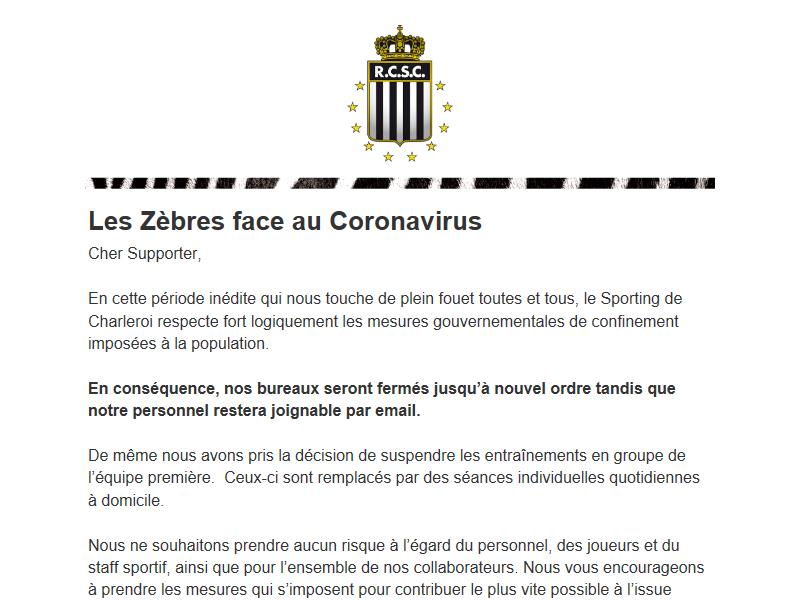 R.C.S.C.
Les Zèbres face au Coronavirus
Cher Supporter,
En cette période inédite qui nous touche de plein fouet toutes et tous, le Sporting de
Charleroi respecte fort logiquement les mesures gouvernementales de confinement
imposées à la population.
En conséquence, nos bureaux seront fermés jusqu’à nouvel ordre tandis que
notre personnel restera joignable par email.
De même nous avons pris la décision de suspendre les entraînements en groupe de
l’équipe première.  Ceux-ci sont remplacés par des séances individuelles quotidiennes
à domicile.
Nous ne souhaitons prendre aucun risque à l’égard du personnel, des joueurs et du
staff sportif, ainsi que pour l’ensemble de nos collaborateurs. Nous vous encourageons
à prendre les mesures qui s’imposent pour contribuer le plus vite possible à l’issue